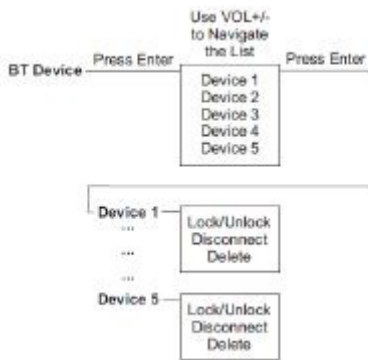 Use VOL+/-
to Navigate
the List
BT Device
Press Enter
Press Enter
Device 1
Device 2
Device 3
Device 4
Device 5
Device 1
...
...
...
Device 5
Lock/Unlock
Disconnect
Delete
Lock/Unlock
Disconnect
Delete